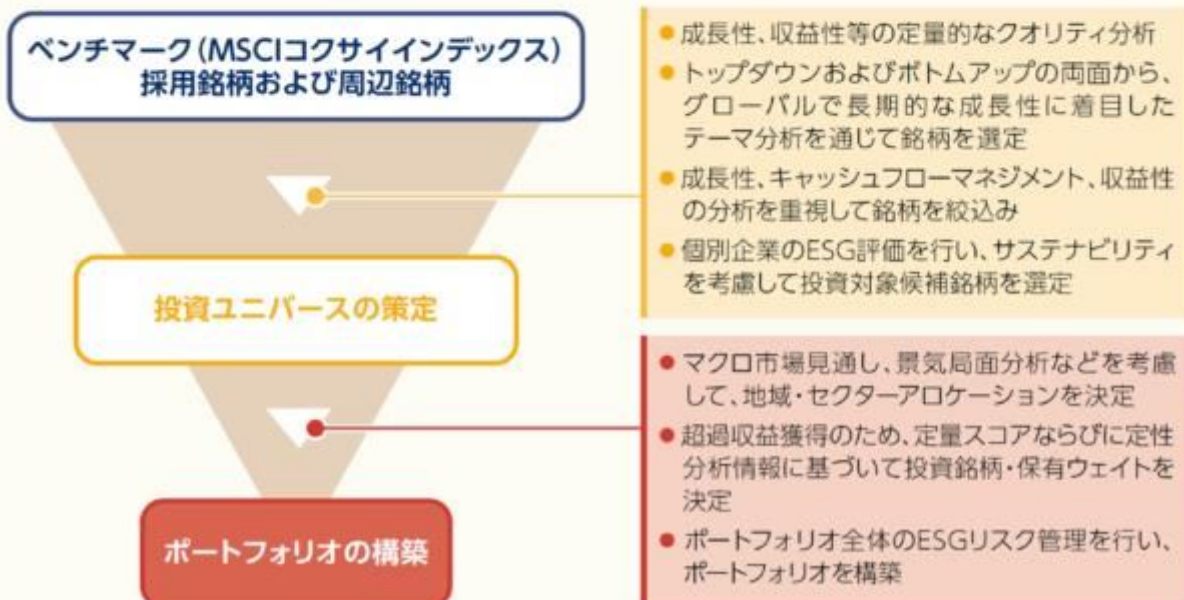 ベンチマーク(MSCIコクサイインデックス)
採用銘柄および周辺銘柄
● 成長性、収益性等の定量的なクオリティ分析
● トップダウンおよびボトムアップの両面から、
グローバルで長期的な成長性に着目した
テーマ分析を通じて銘柄を選定
● 成長性、キャッシュフローマネジメント、収益性
の分析を重視して銘柄を絞込み
● 個別企業のESG評価を行い、サステナビリティ
を考慮して投資対象候補銘柄を選定
投資ユニバースの策定
● マクロ市場見通し、景気局面分析などを考慮
して、地域・セクターアロケーションを決定
● 超過収益獲得のため、定量スコアならびに定性
分析情報に基づいて投資銘柄・保有ウェイトを
決定
● ポートフォリオ全体のESGリスク管理を行い、
ポートフォリオを構築
ポートフォリオの構築